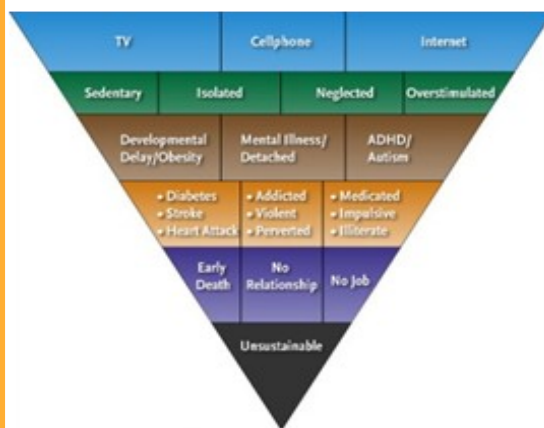 TV Cellphone Internet
Sedentary Isolated Neglected Overstimulated
Developmental Delay/Obesity
Mental Illness/ Detached
ADHD/ Autism
• Diabetes
• Stroke
• Heart Attack
• Addicted
• Violent
• Perverted
• Medicated
• Impulsive
• Illiterate
Early Death
No Relationship
No Job
Unsustainable